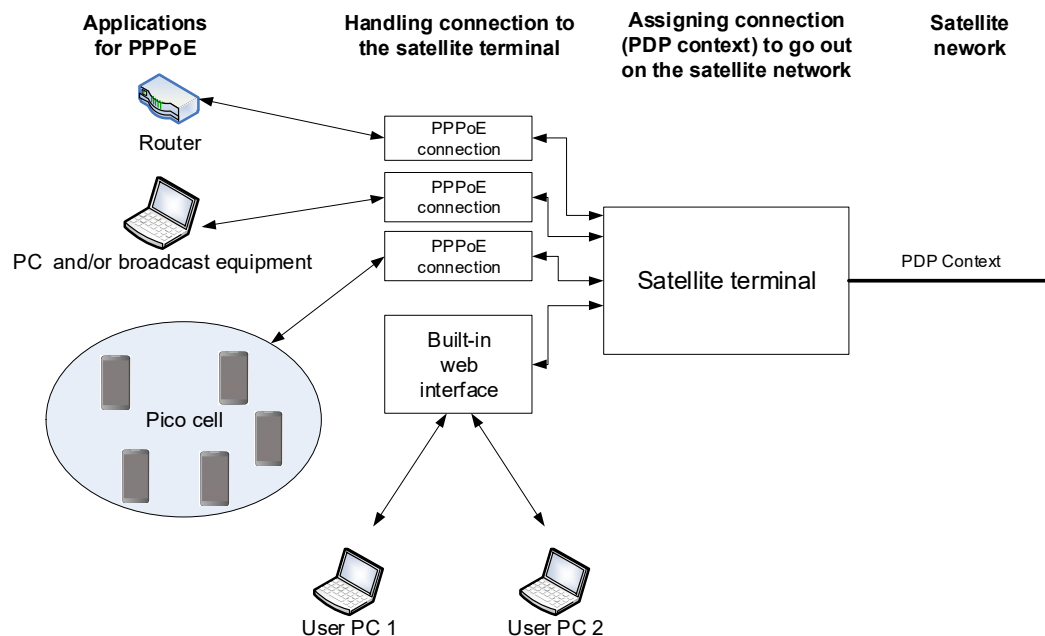 Applications
for PPPoE
Handling connection to
the satellite terminal
Assigning connection
(PDP context) to go out
on the satellite network
Satellite
nework
Router
PPPoE
connection
PPPoE
connection
PC  and/or broadcast equipment
PPPoE
connection
Satellite terminal
PDP Context
Built-in
web
interface
Pico cell
User PC 1
User PC 2